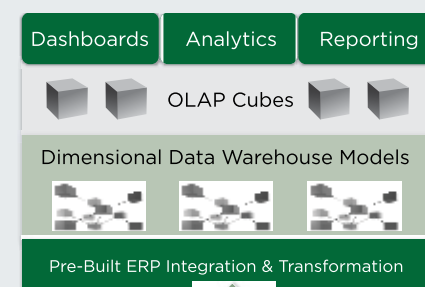 Dashboards
Analytics
Reporting
OLAP Cubes
Dimensional Data Warehouse Models
Pre-Built ERP Integration & Transformation